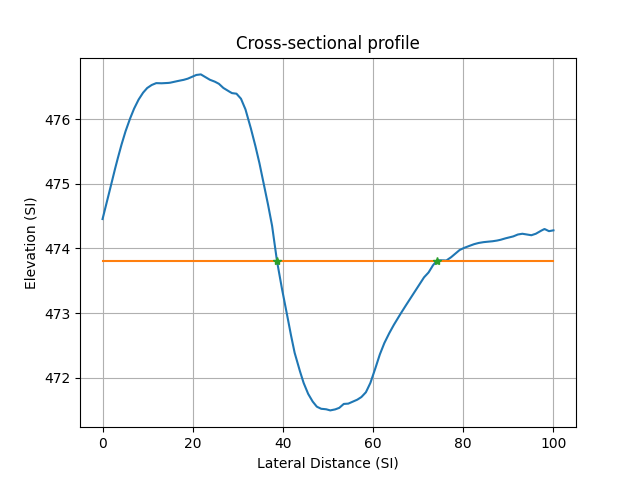 Cross-sectional profile
476
475
474
473
472
Elevation (SI)
0 20 40 60 80 100
Lateral Distance (SI)